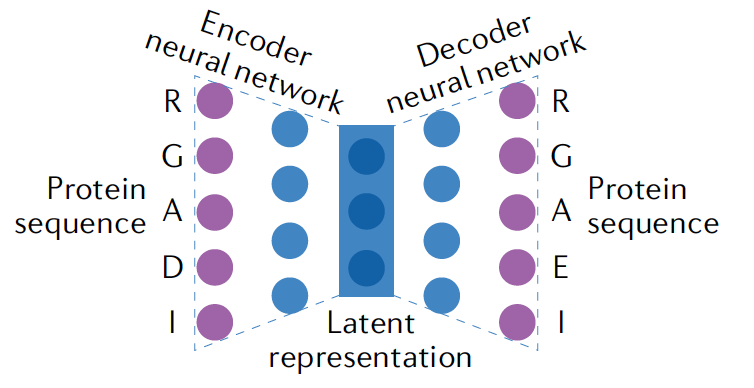 Encoder
neural network
Decoder
neural network
R
G
A
D
I
Protein
sequence
R
G
A
E
I
Protein
sequence
Latent
representation